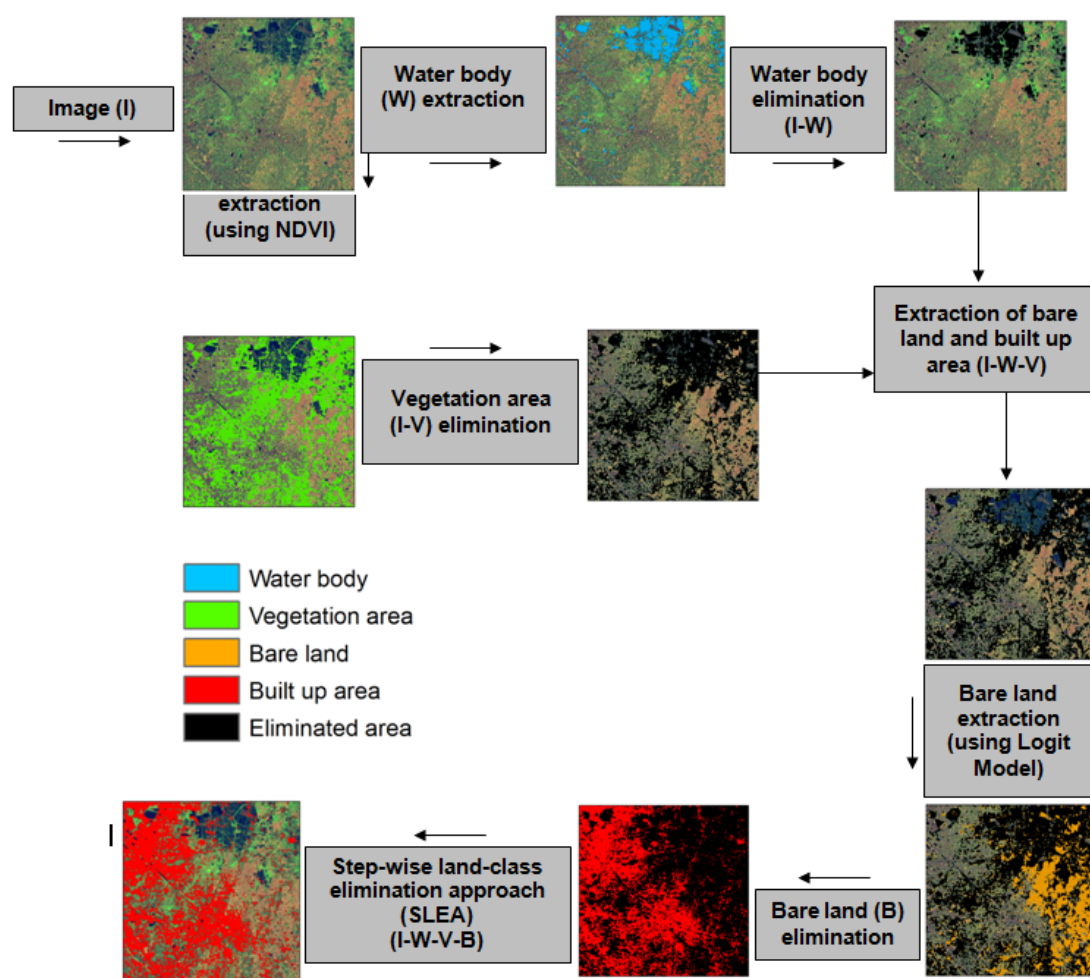 Image (I)
Water body
(W) extraction
Water body
elimination
(I-W)
extraction
(using NDVI)
Extraction of bare
land and built up
area (I-W-V)
Vegetation area
(I-V) elimination
Water body
Vegetation area
Bare land
Built up area
Eliminated area
Bare land
extraction
(using Logit
Model)
I
Step-wise land-class
elimination approach
(SLEA)
(I-W-V-B)
Bare land (B)
elimination